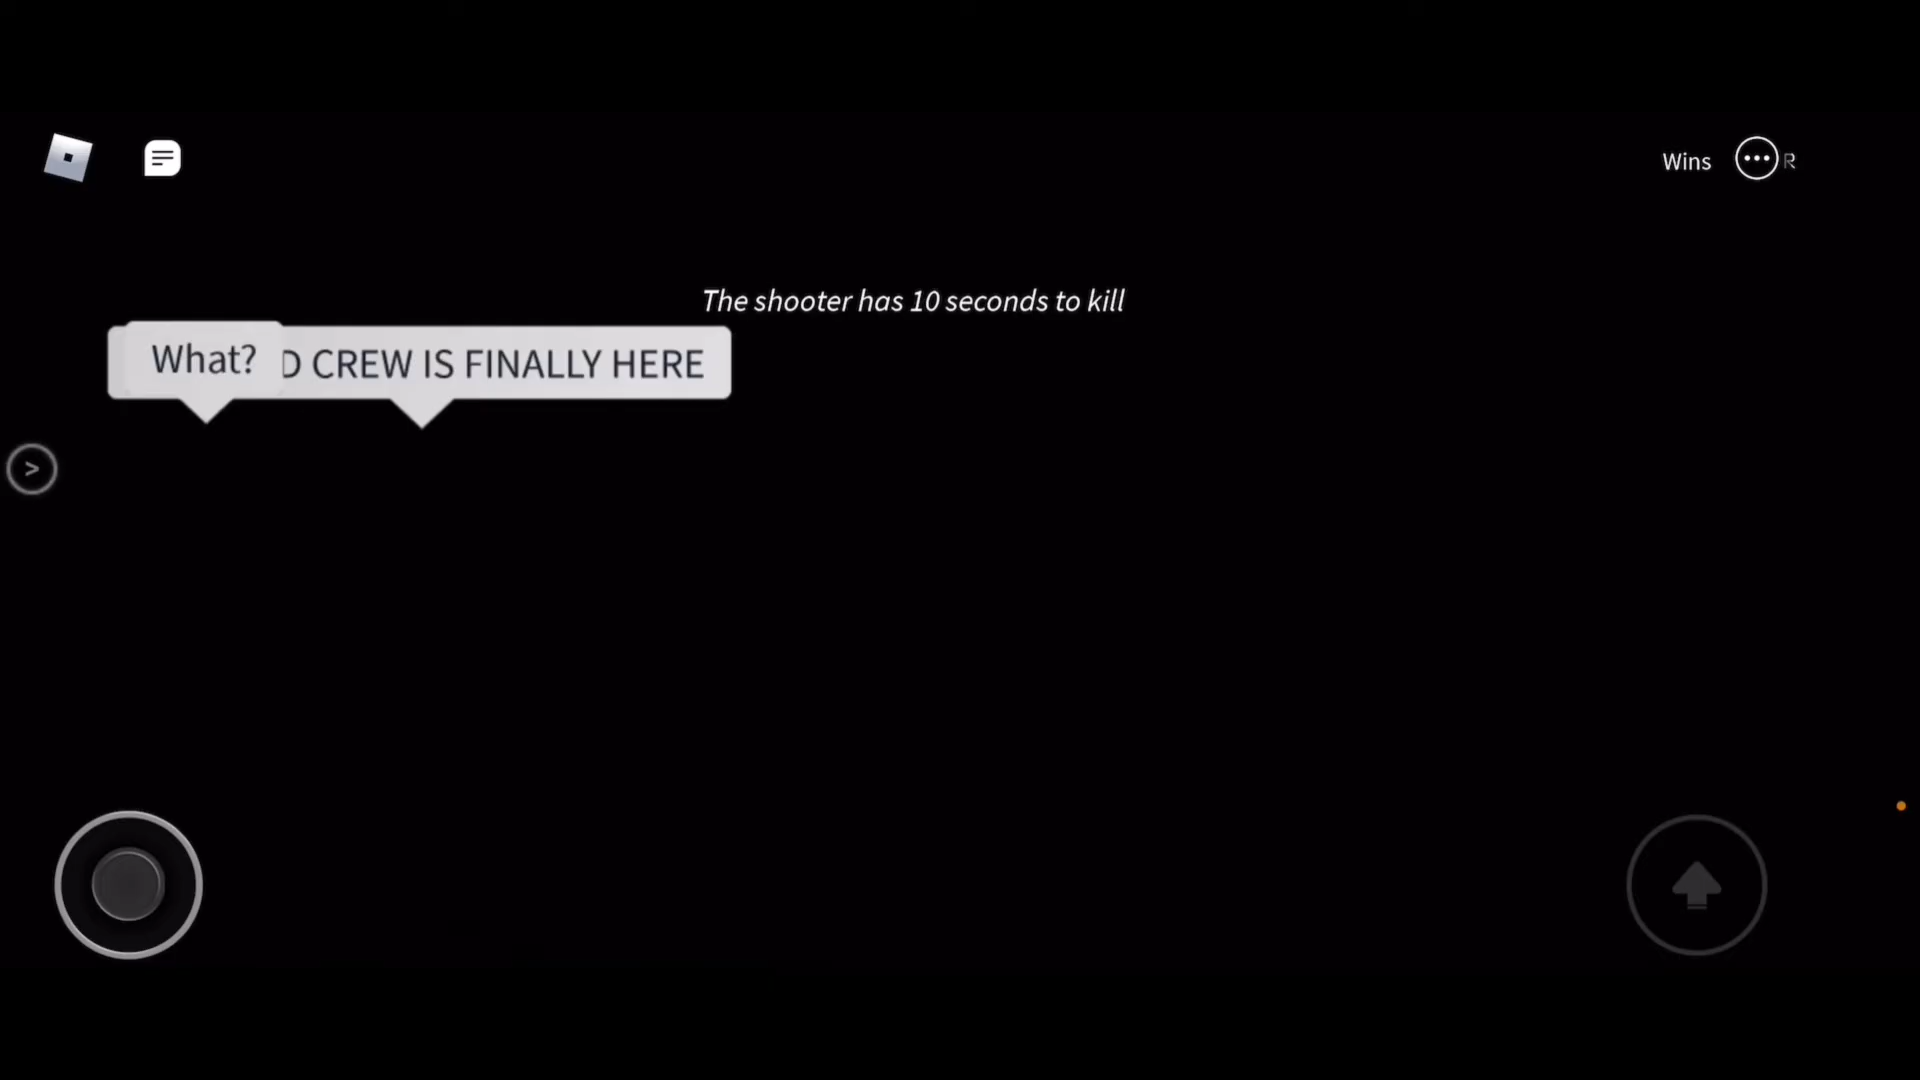 Wins
R
The shooter has 10 seconds to kill
What?
D CREW IS FINALLY HERE
>